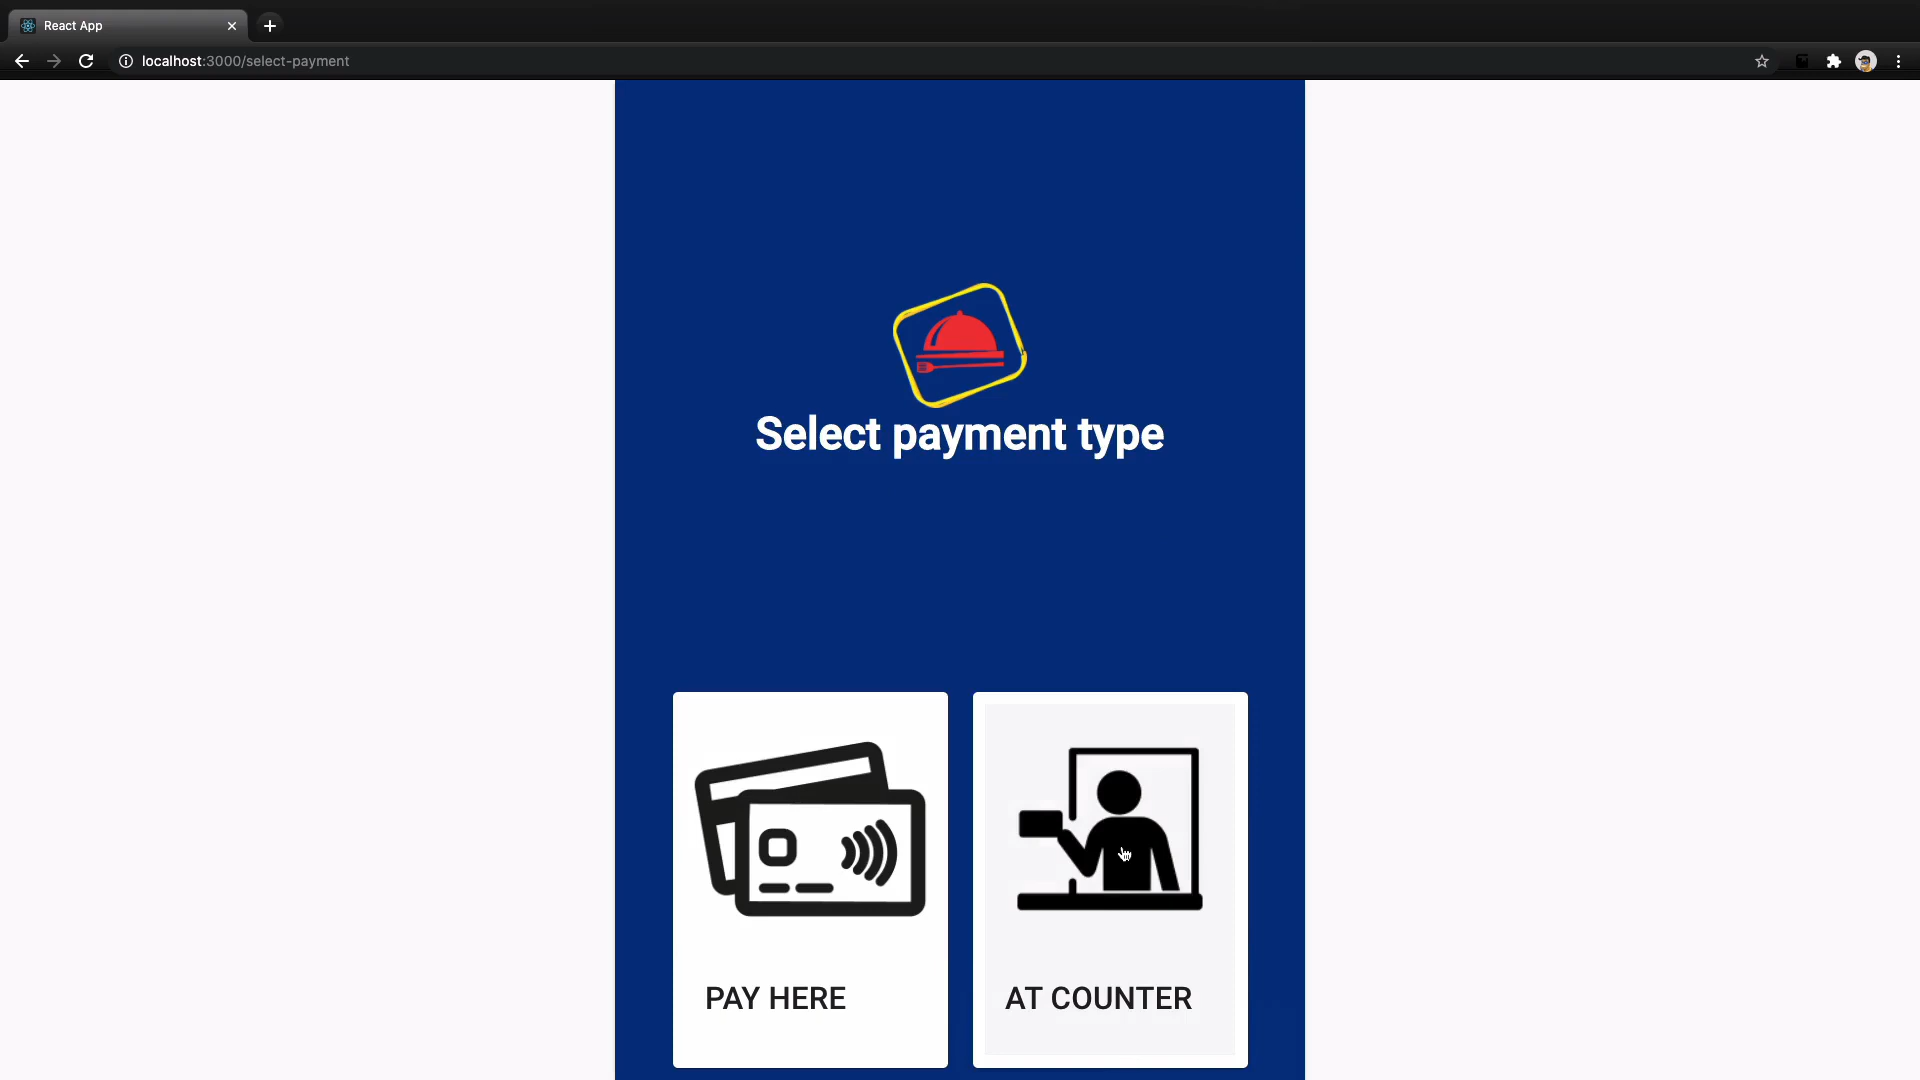 React App
localhost:3000/select-payment
Select payment type
PAY HERE
AT COUNTER